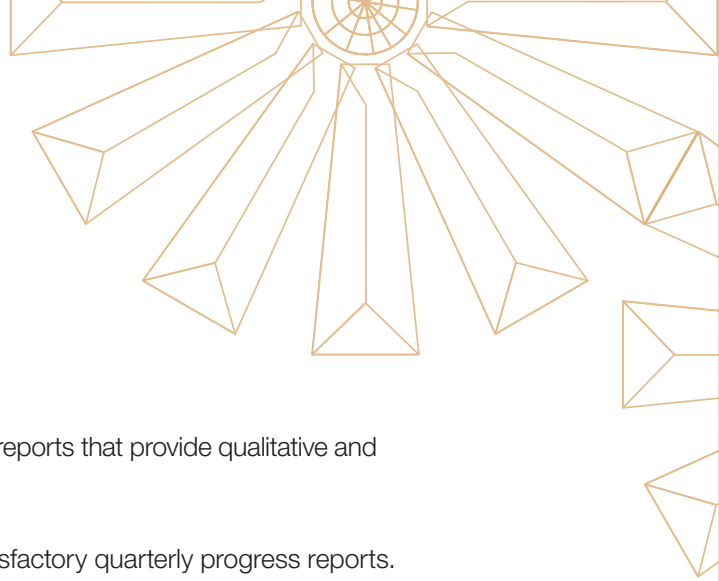 reports that provide qualitative and
sfactory quarterly progress reports.